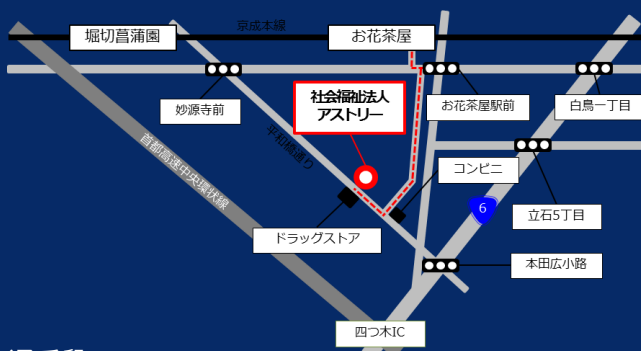 京成本線
堀切菖蒲園
お花茶屋
妙源寺前
社会福祉法人
アストリー
お花茶屋駅前
白鳥一丁目
平和橋通り
首都高速中央環状線
コンビニ
6
立石5丁目
ドラッグストア
本田広小路
四つ木IC